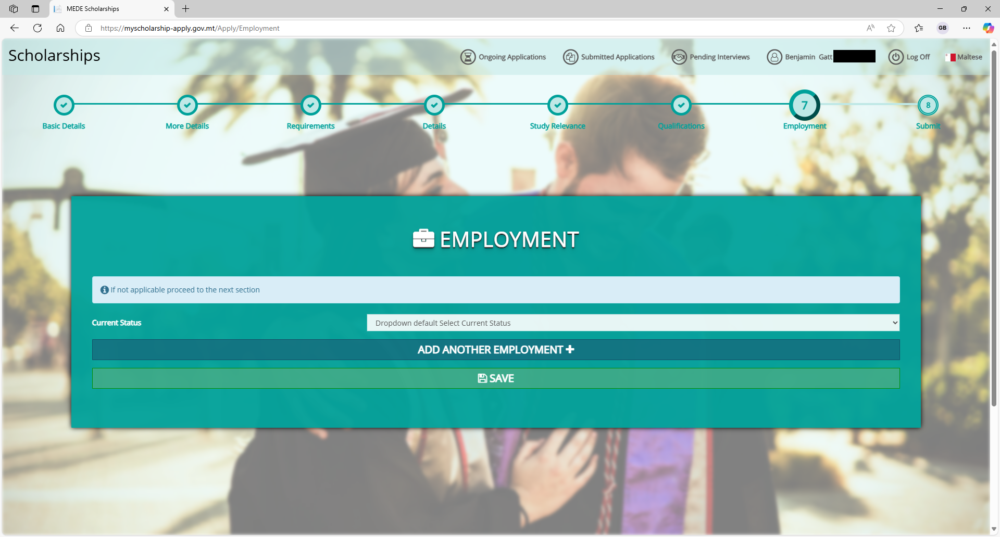 MEDE Scholarships
https://myscholarship-apply.gov.mt/Apply/Employment
GB
Scholarships
Ongoing Applications
Submitted Applications
Pending Interviews
Benjamin Gatt
Log Off
Maltese
7
8
Basic Details
More Details
Requirements
Details
Study Relevance
Qualifications
Employment
Submit
EMPLOYMENT
If not applicable proceed to the next section
Current Status
Dropdown default Select Current Status
ADD ANOTHER EMPLOYMENT
SAVE